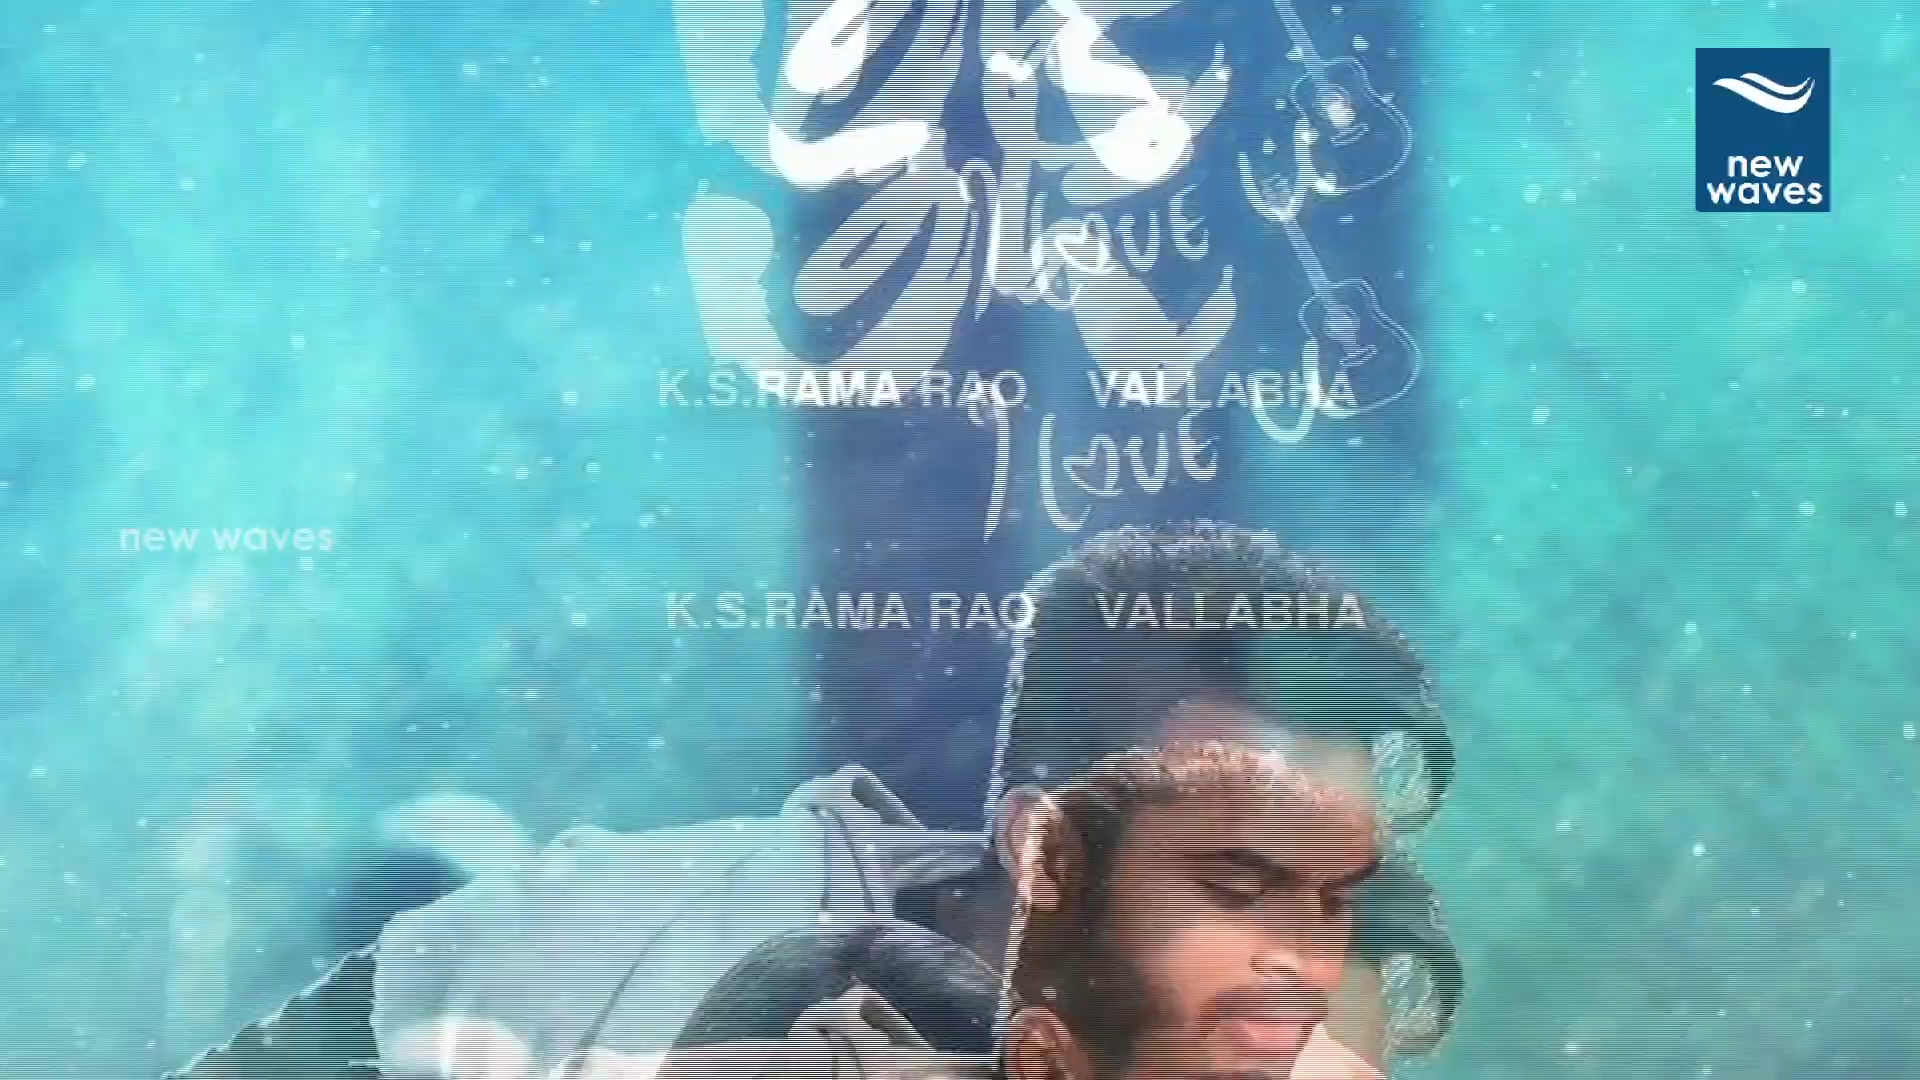 new
waves
LOVE
K.S.RAMA RAO VALLABHA
LOVE
new waves
K.S.RAMA RAO VALLABHA